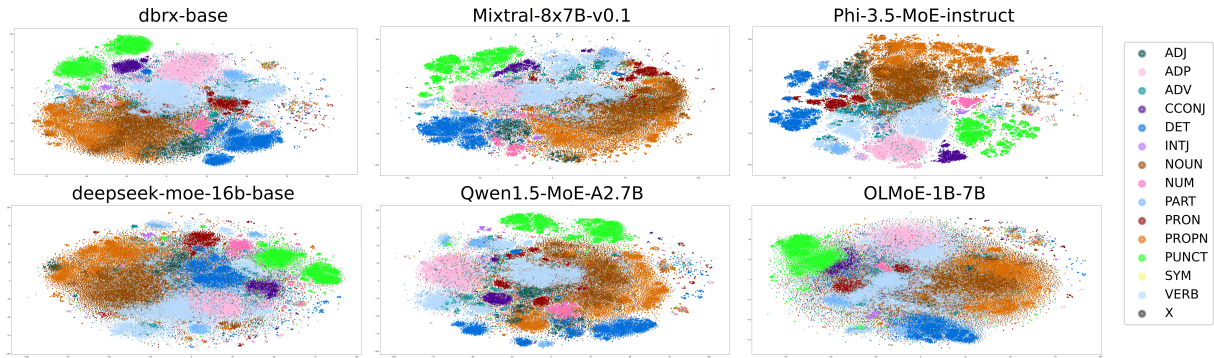 dbrx-base
Mixtral-8x7B-v0.1
Phi-3.5-MoE-instruct
deepseek-moe-16b-base
Qwen1.5-MoE-A2.7B
OLMoE-1B-7B
ADJ
ADP
ADV
CCONJ
DET
INTJ
NOUN
NUM
PART
PRON
PROPN
PUNCT
SYM
VERB
X